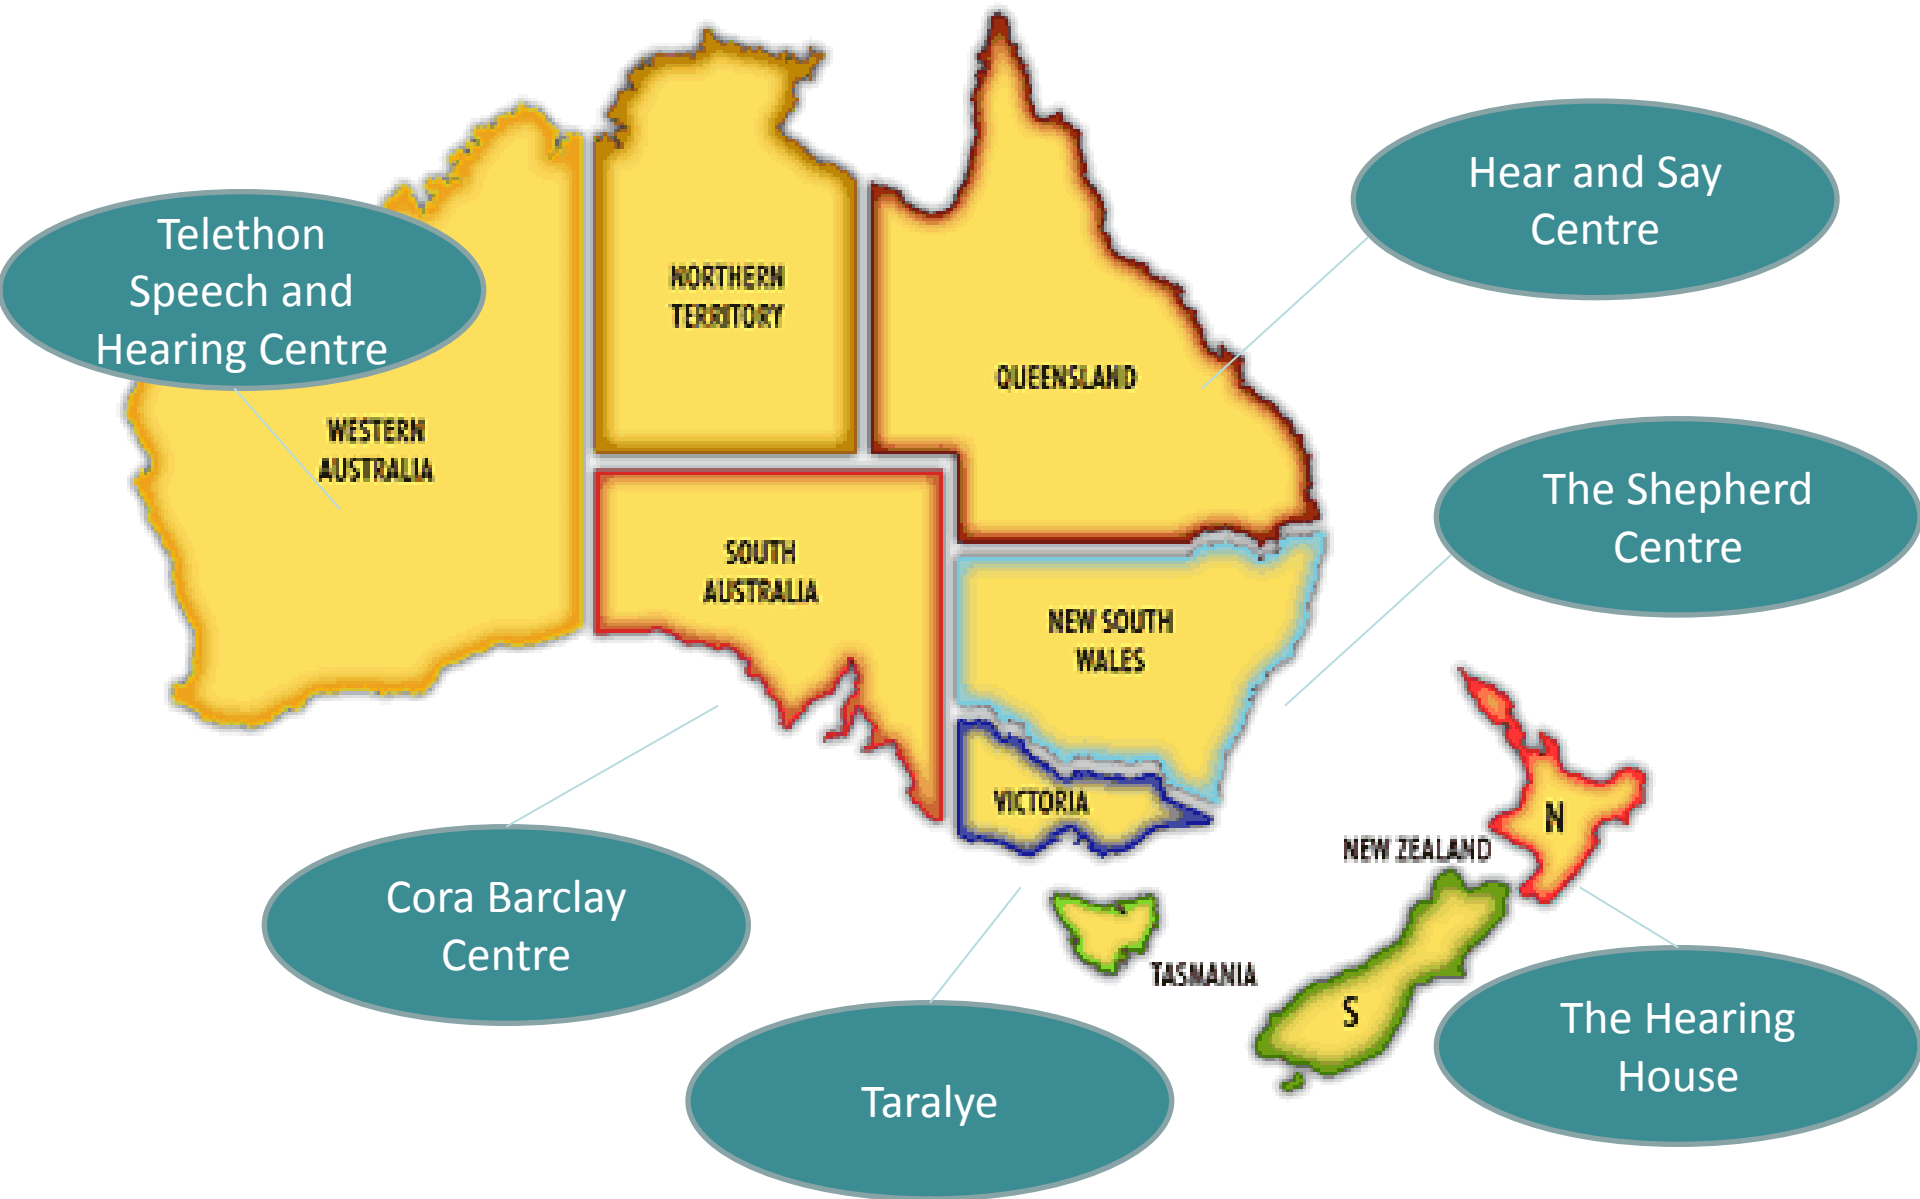 Hear and Say
Centre
Telethon
Speech and
Hearing Centre
NORTHERN
TERRITORY
QUEENSLAND
WESTERN
AUSTRALIA
The Shepherd
Centre
SOUTH
AUSTRALIA
NEW SOUTH
WALES
VICTORIA
N
NEW ZEALAND
Cora Barclay
Centre
TASMANIA
S
The Hearing
House
Taralye